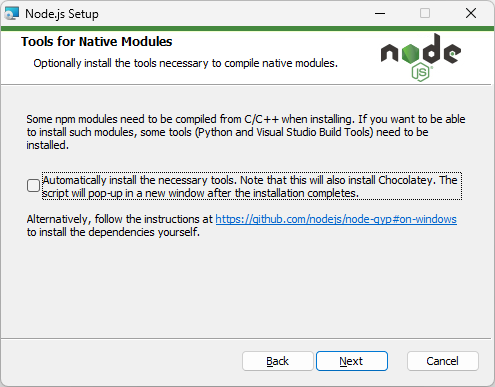 Node.js Setup
Tools for Native Modules
Optionally install the tools necessary to compile native modules.
node
JS
Some npm modules need to be compiled from C/C++ when installing. If you want to be able
to install such modules, some tools (Python and Visual Studio Build Tools) need to be
installed.
Automatically install the necessary tools. Note that this will also install Chocolatey. The
script will pop-up in a new window after the installation completes.
Alternatively, follow the instructions at https://github.com/nodejs/node-gyp#on-windows
to install the dependencies yourself.
Back
Next
Cancel